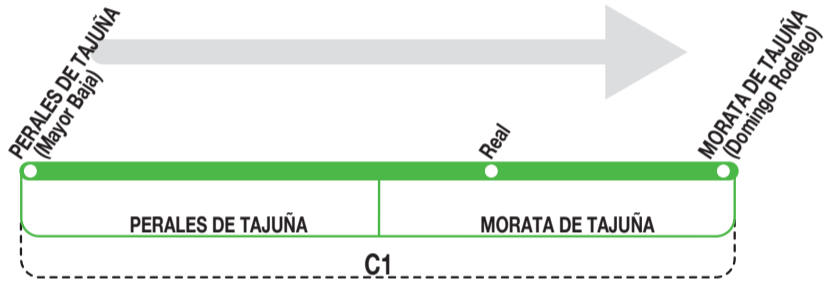 PERALES DE TAJUÑA
(Mayor Baja)
Real
MORATA DE TAJUÑA
(Domingo Rodelgo)
PERALES DE TAJUÑA
MORATA DE TAJUÑA
C1